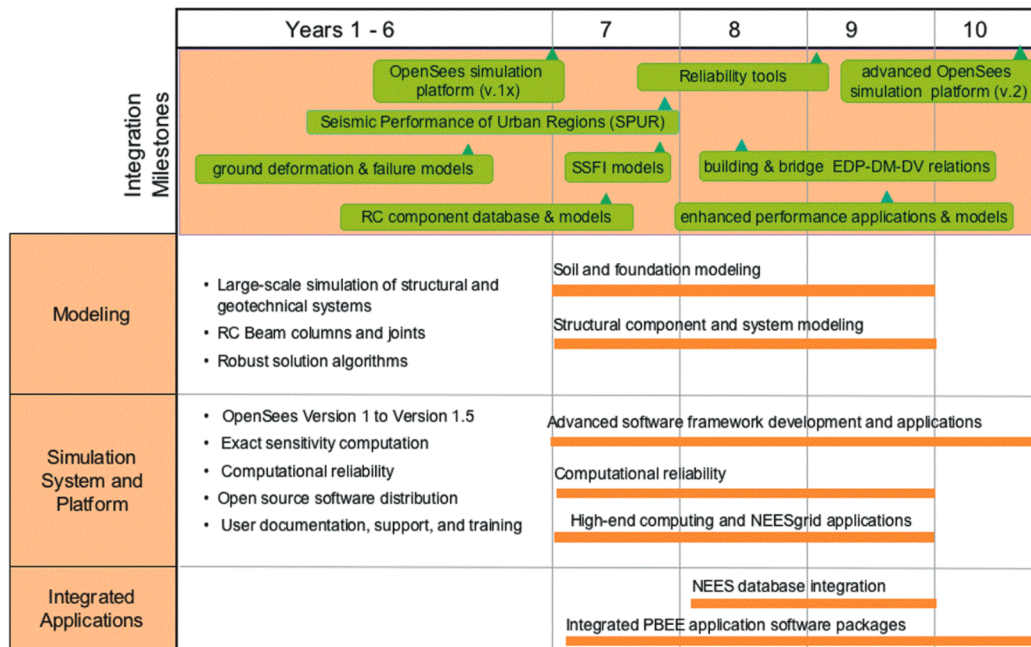 Years 1 - 6 7 8 9 10
Integration
Milestones
OpenSees simulation
platform (v.1x)
Reliability tools
advanced OpenSees
simulation platform (v.2)
Seismic Performance of Urban Regions (SPUR)
ground deformation & failure models
SSFI models
building & bridge EDP-DM-DV relations
RC component database & models
enhanced performance applications & models
Modeling
• Large-scale simulation of structural and
geotechnical systems
• RC Beam columns and joints
• Robust solution algorithms
Soil and foundation modeling
Structural component and system modeling
Simulation
System and
Platform
• OpenSees Version 1 to Version 1.5
• Exact sensitivity computation
• Computational reliability
• Open source software distribution
• User documentation, support, and training
Advanced software framework development and applications
Computational reliability
High-end computing and NEESgrid applications
Integrated
Applications
NEES database integration
Integrated PBEE application software packages